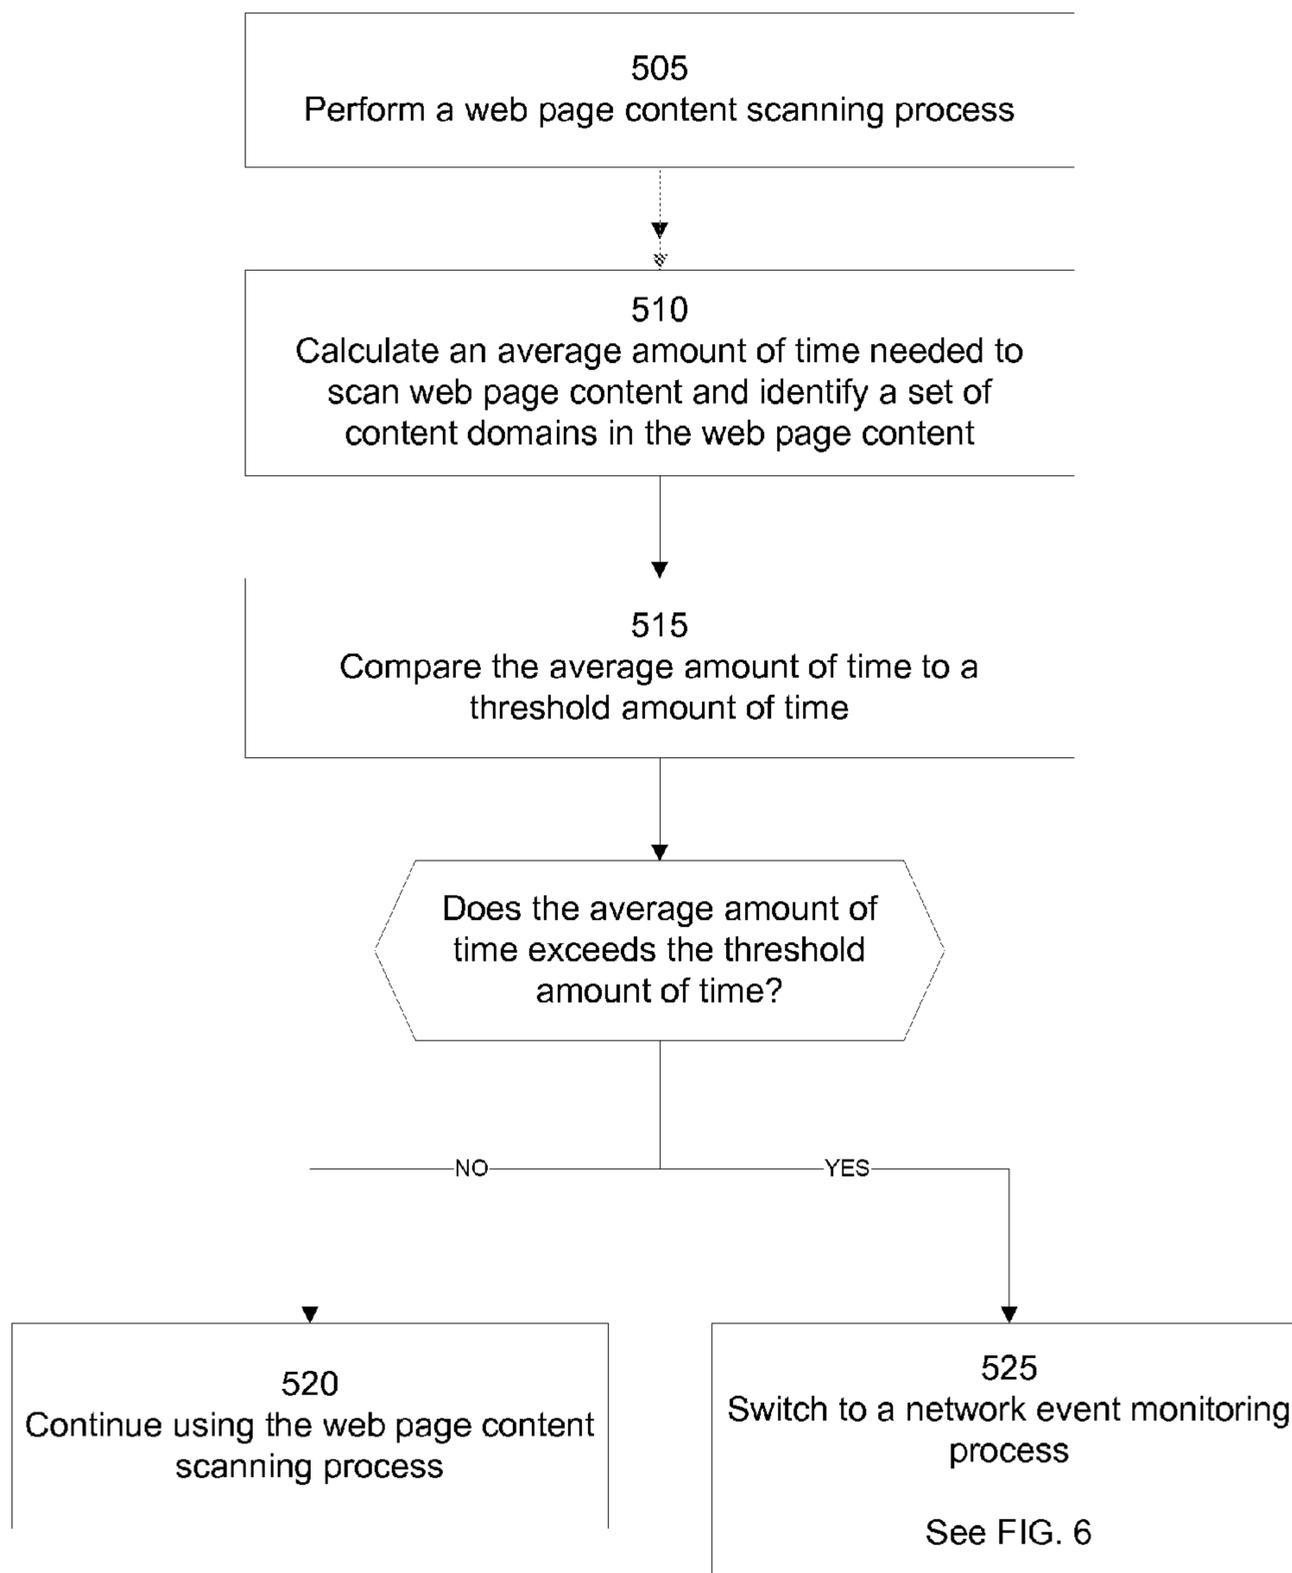 505
Perform a web page content scanning process
510
Calculate an average amount of time needed to
scan web page content and identify a set of
content domains in the web page content
515
Compare the average amount of time to a
threshold amount of time
Does the average amount of
time exceeds the threshold
amount of time?
NO
YES
520
Continue using the web page content
scanning process
525
Switch to a network event monitoring
process
See FIG. 6